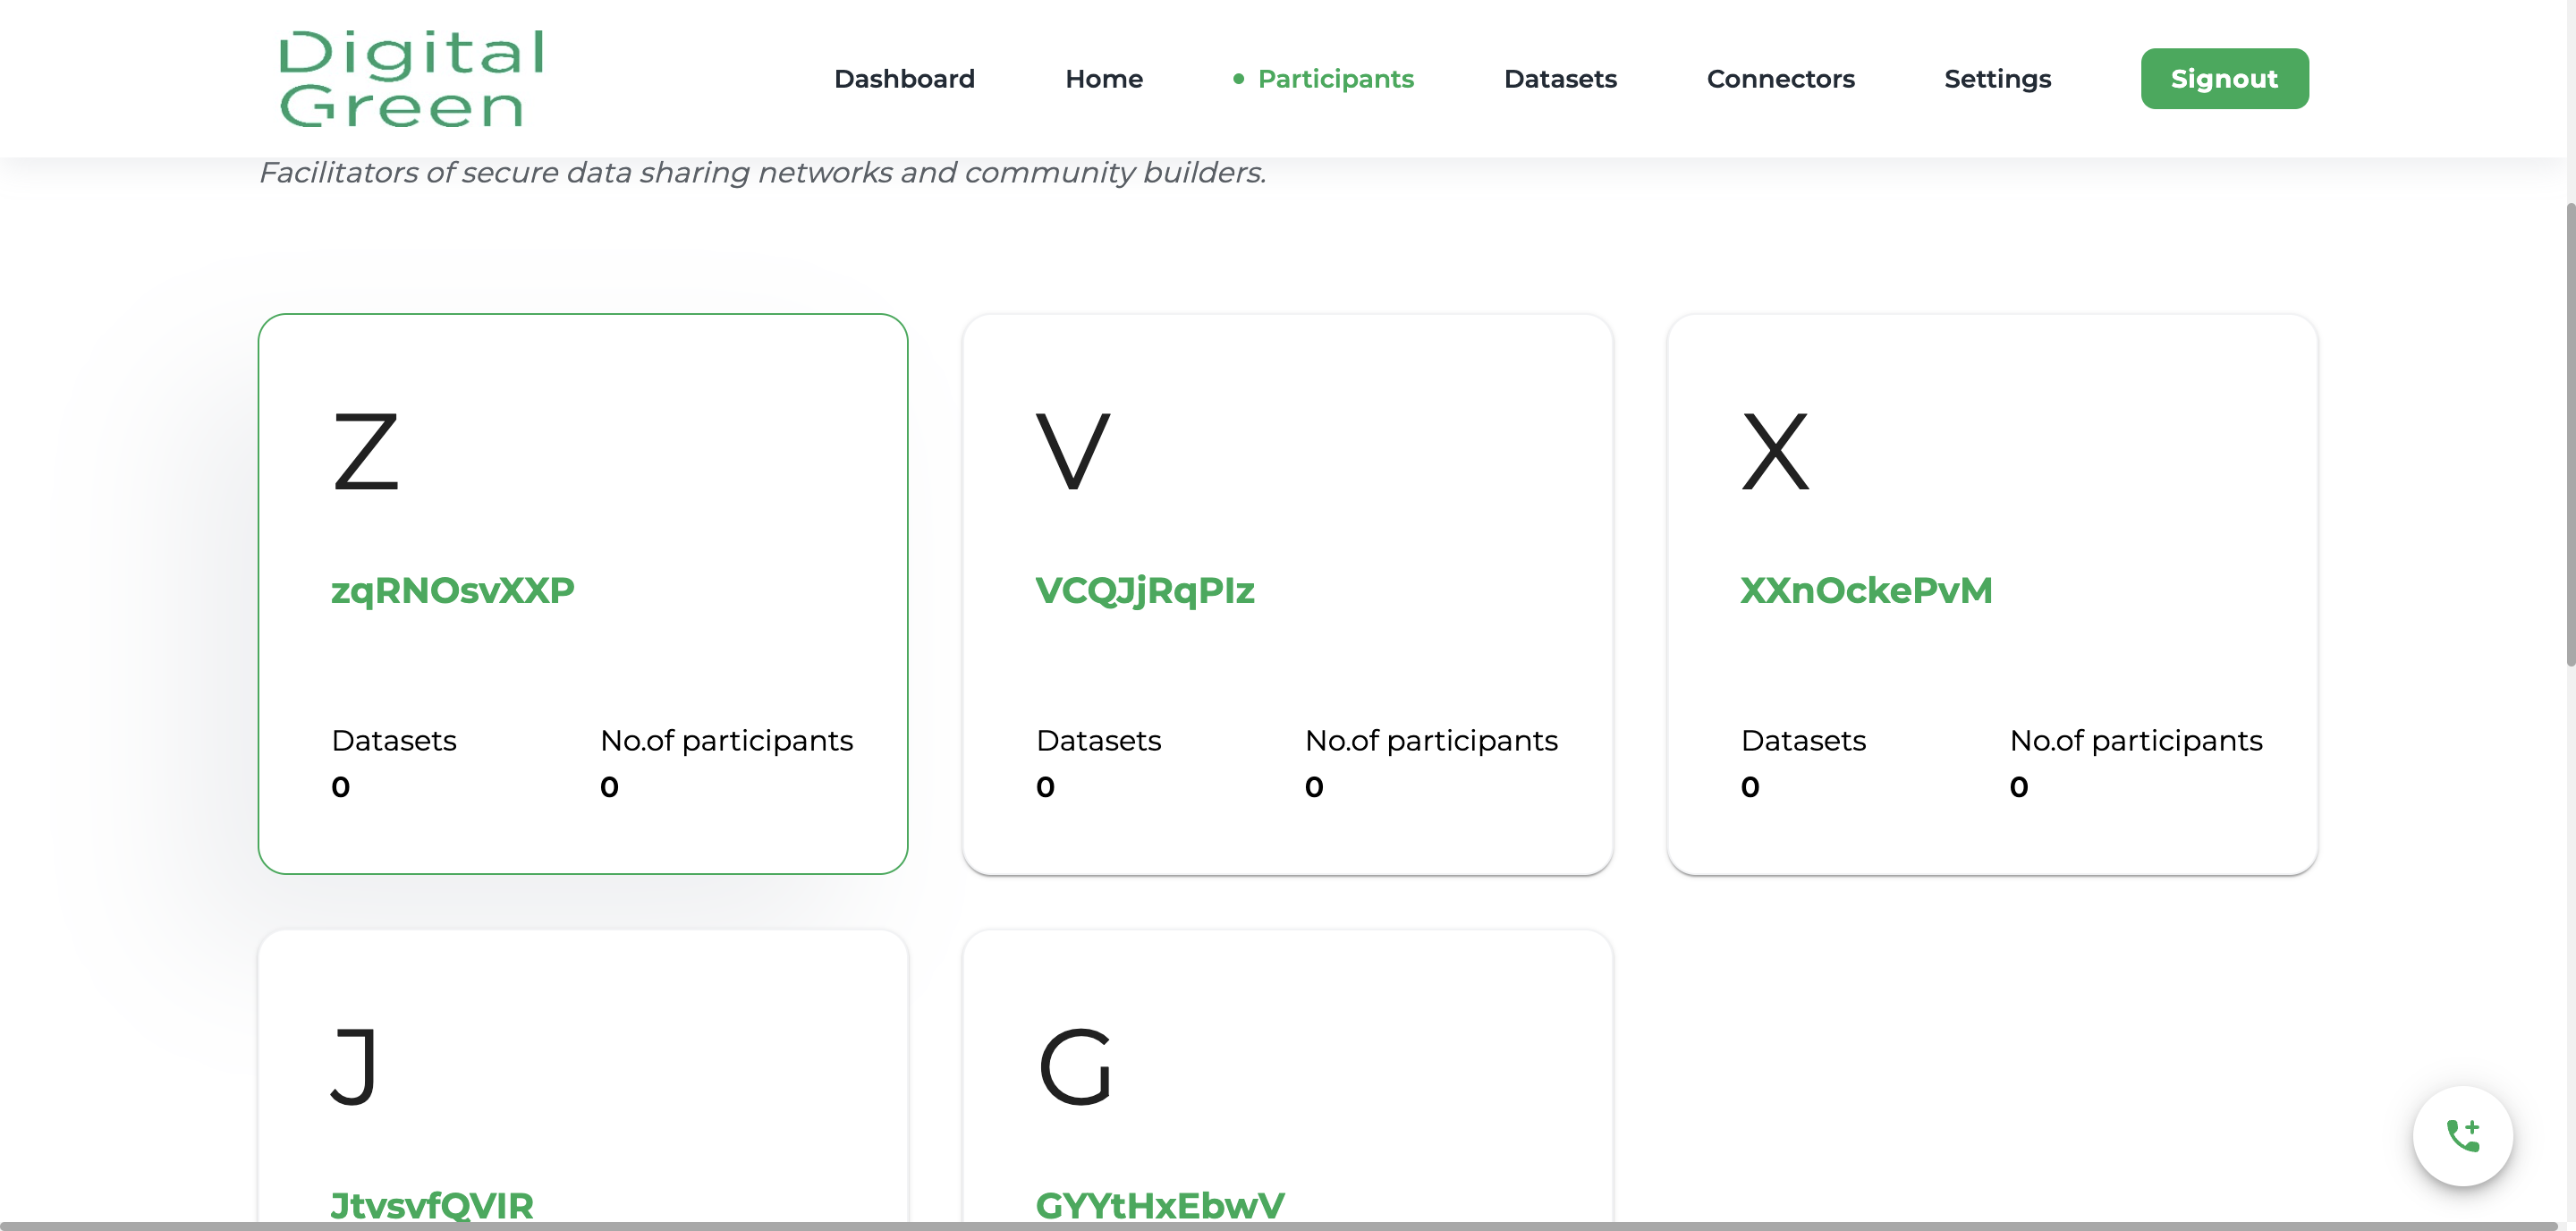 Digital
Green
Dashboard Home Participants Datasets Connectors Settings Signout
Facilitators of secure data sharing networks and community builders.
Z V X
zqRNOsvXXP VCQJjRqPIz XXnOckePvM
Datasets No.of participants Datasets No.of participants Datasets No.of participants
0 0 0 0 0 0
J G
JtvsvfQVIR GYYtHxEbwV